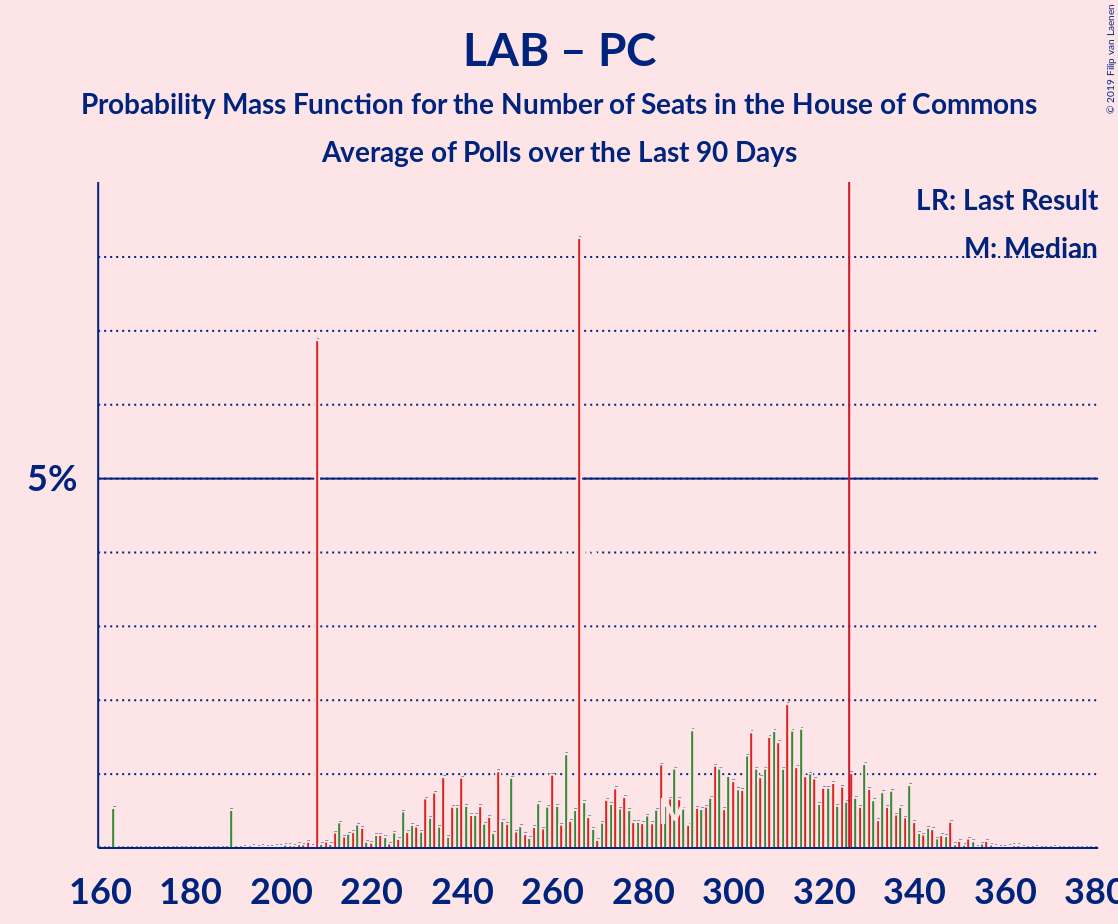 LAB – PC
Probability Mass Function for the Number of Seats in the House of Commons
Average of Polls over the Last 90 Days
© 2019 Filip van Laenen
LR: Last Result
M: Median
5%
160 180 200 220 240 260 280 300 320 340 360 380